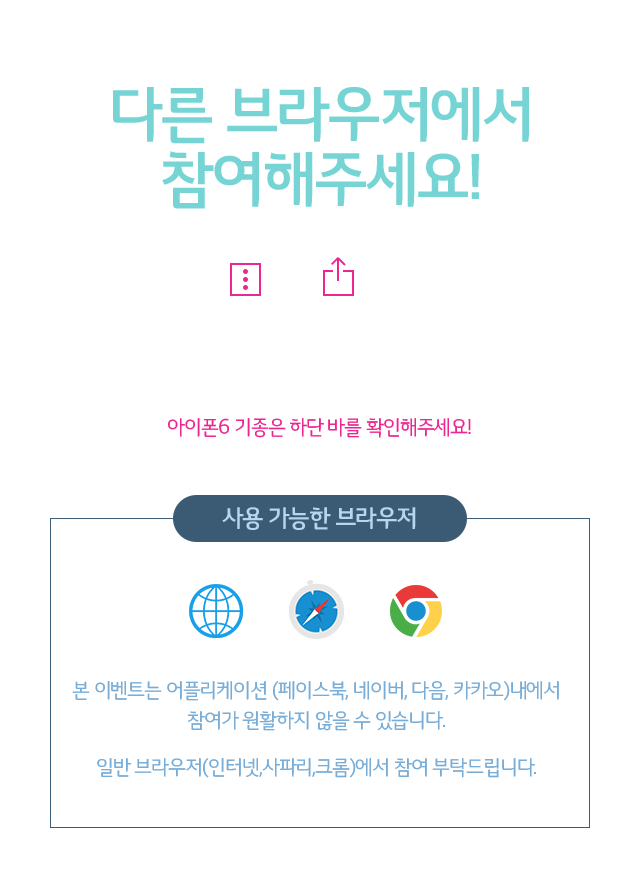 다른 브라우저에서
참여해주세요!
아이폰6 기종은 하단 바를 확인해주세요!
사용 가능한 브라우저
본 이벤트는 어플리케이션 (페이스북, 네이버, 다음, 카카오)내에서
참여가 원활하지 않을 수 있습니다.
일반 브라우저(인터넷,사파리,크롬)에서 참여 부탁드립니다.